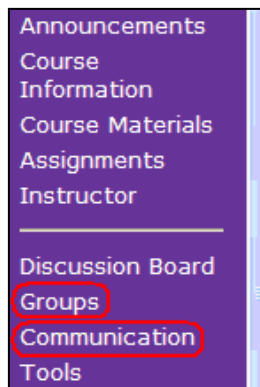 Announcements
Course
Information
Course Materials
Assignments
Instructor
Discussion Board
Groups
Communication
Tools